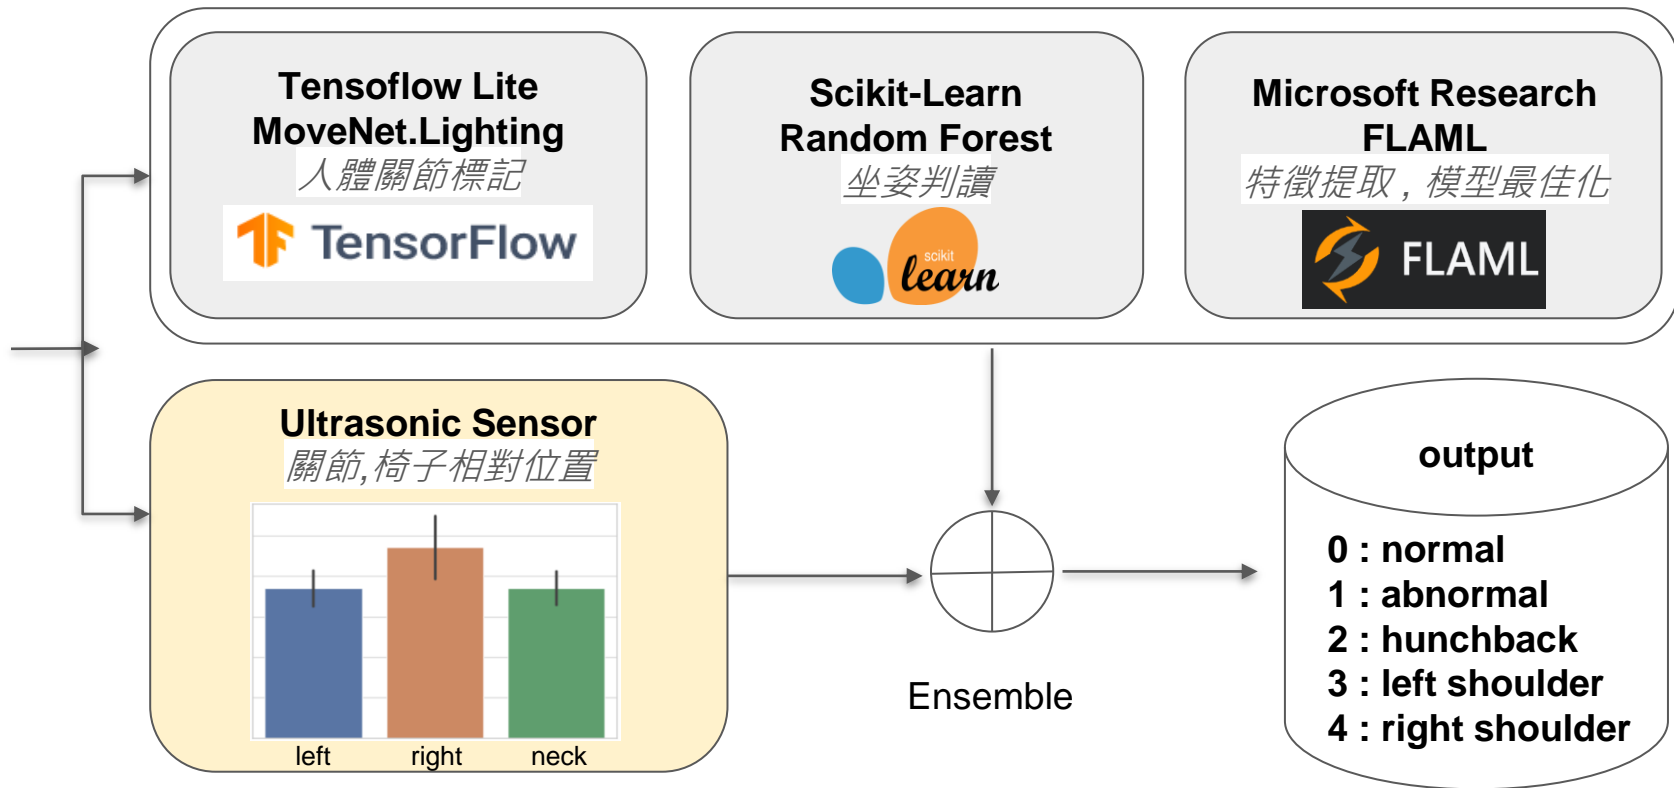 Tensoflow Lite
MoveNet.Lighting
人體關節標記
TensorFlow
Scikit-Learn
Random Forest
坐姿判讀
scikit
learn
Microsoft Research
FLAML
特徵提取 , 模型最佳化
FLAML
Ultrasonic Sensor
關節,椅子相對位置
left right neck
Ensemble
output
0 : normal
1 : abnormal
2 : hunchback
3 : left shoulder
4 : right shoulder